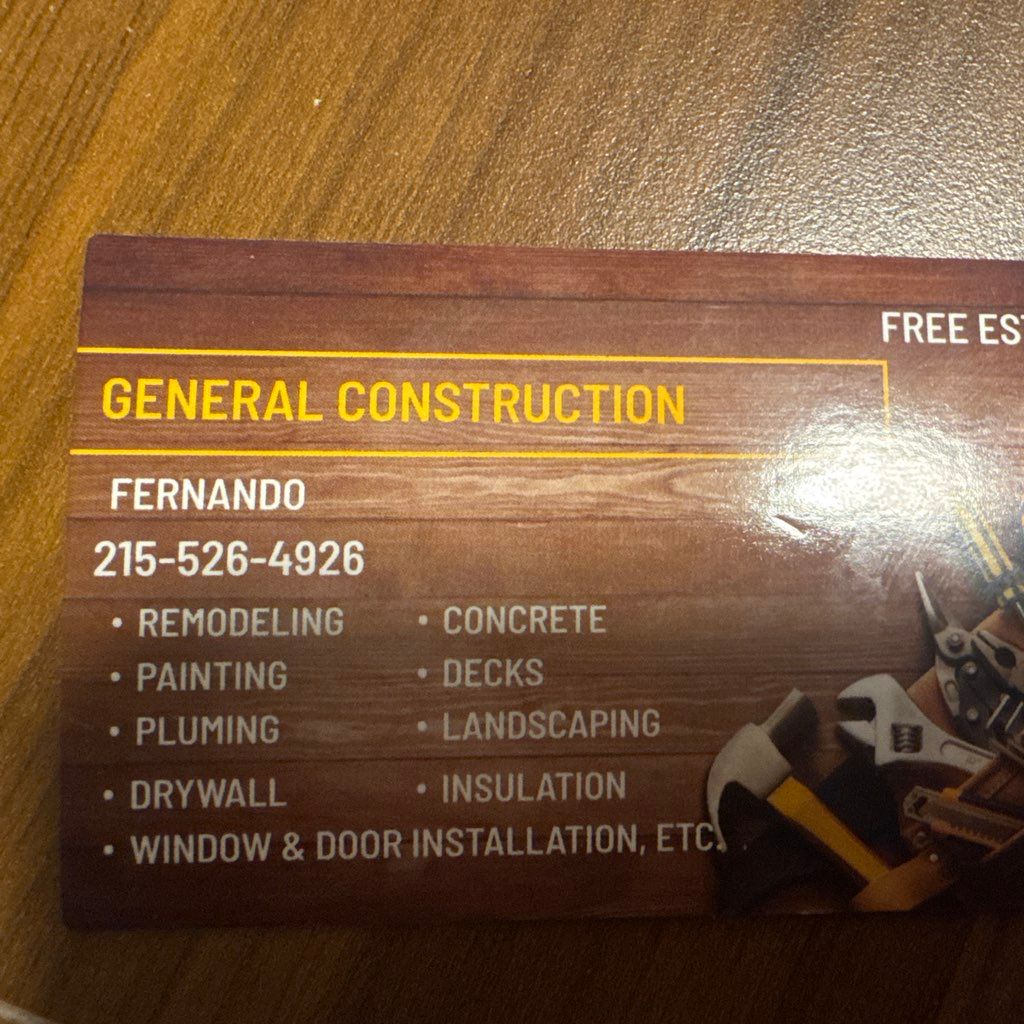 FREE
GENERAL CONSTRUCTION
FERNANDO
215-526-4926
• REMODELING
• PAINTING
• PLUMING
• DRYWALL
• CONCRETE
• DECKS
• LANDSCAPING
• INSULATION
• WINDOW & DOOR INSTALLATION, ETC.